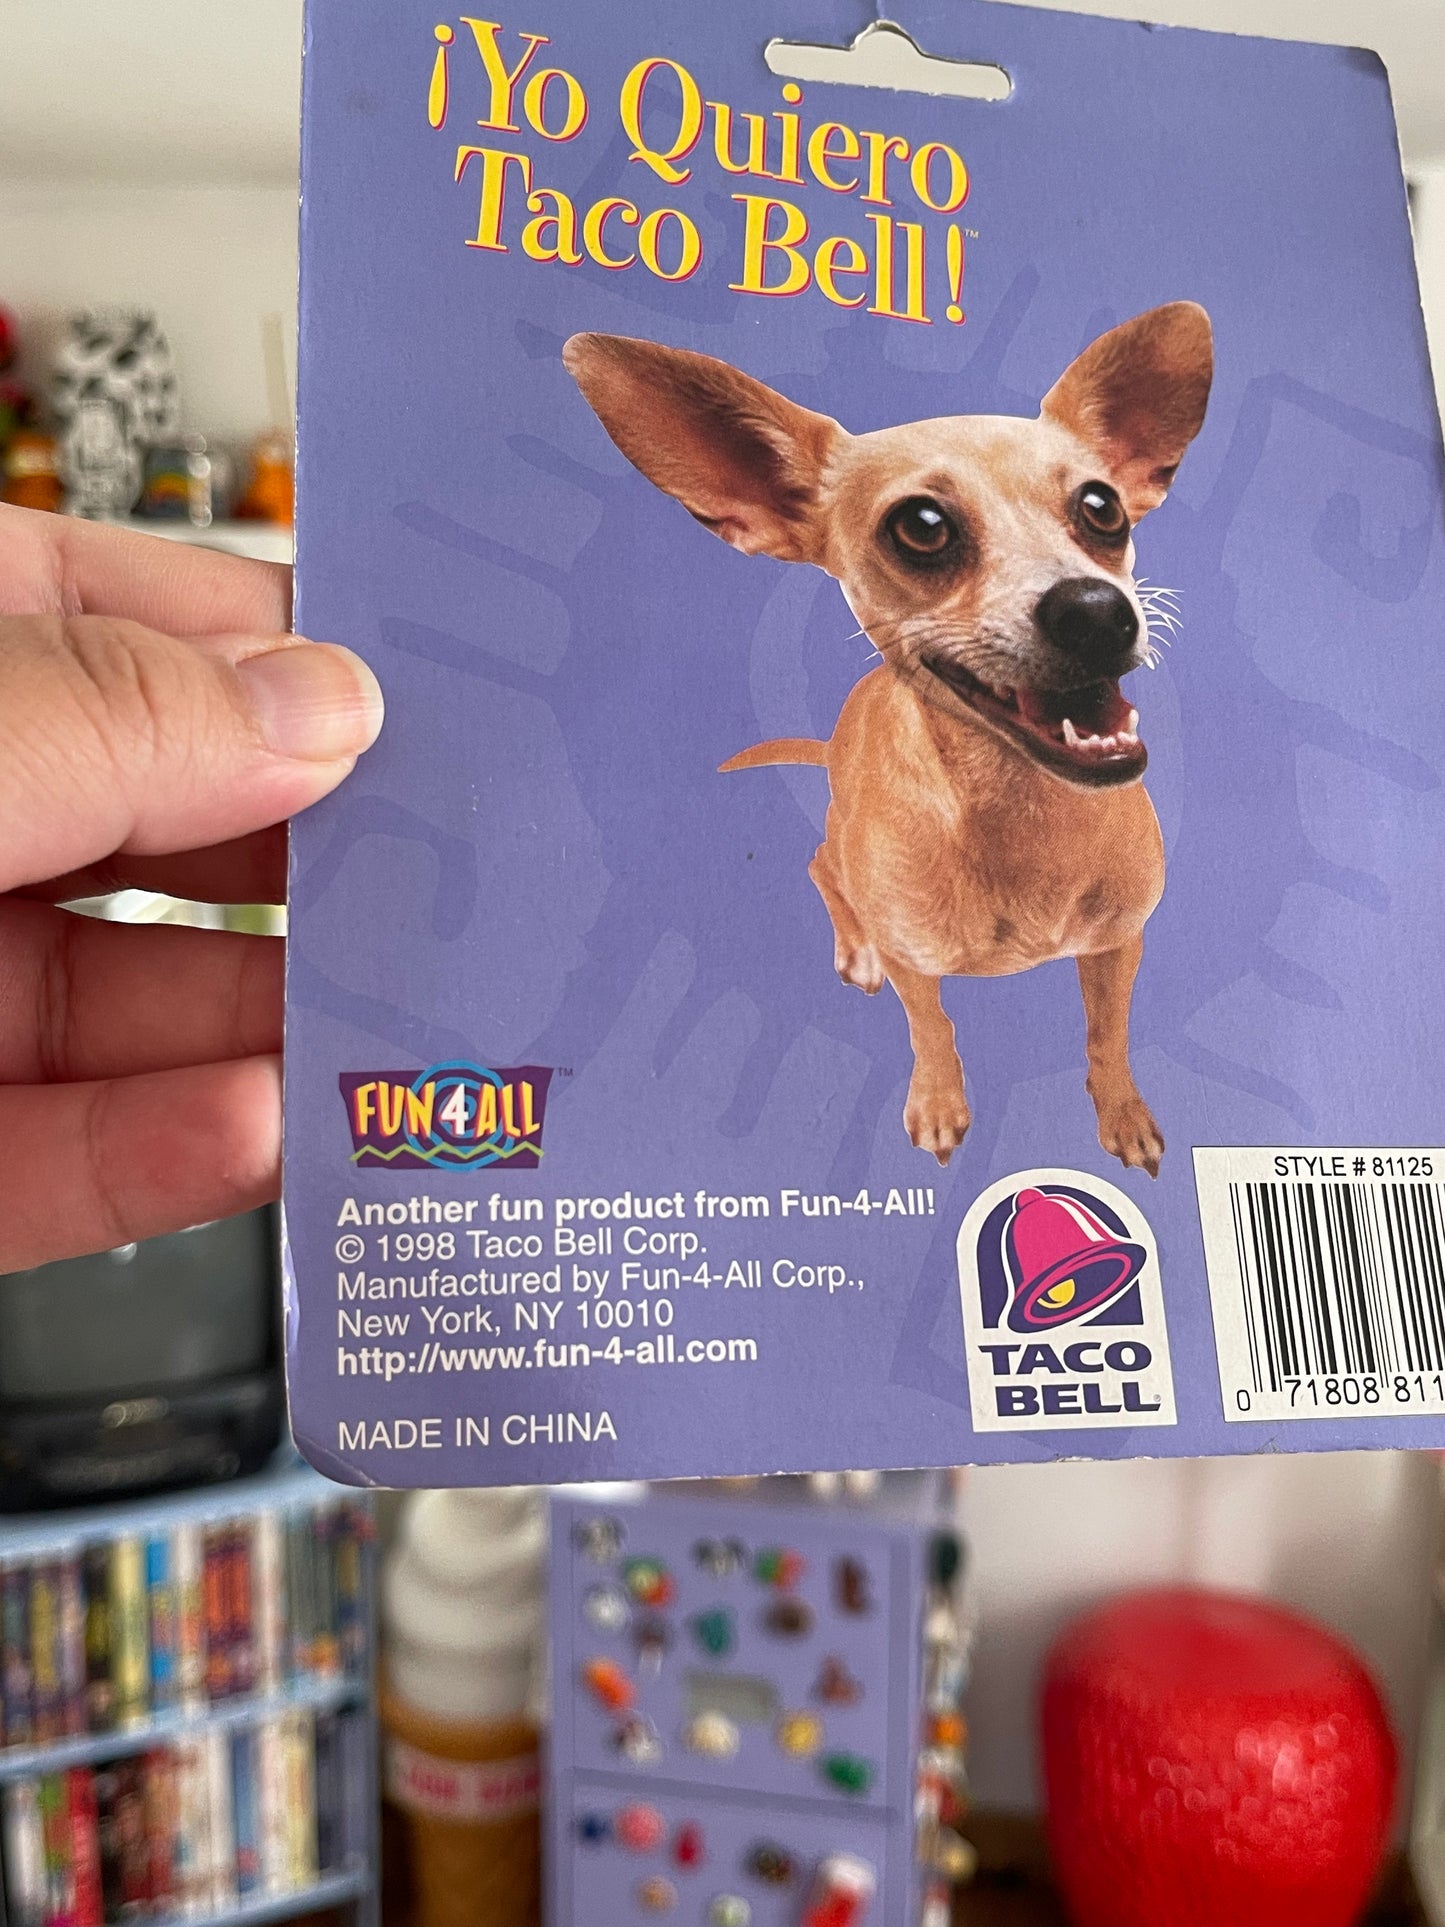 ¡Yo Quiero
Taco Bell!™
FUN4ALL™
Another fun product from Fun-4-All!
© 1998 Taco Bell Corp.
Manufactured by Fun-4-All Corp.,
New York, NY 10010
http://www.fun-4-all.com
MADE IN CHINA
TACO
BELL®
STYLE # 81125
0 71808 811